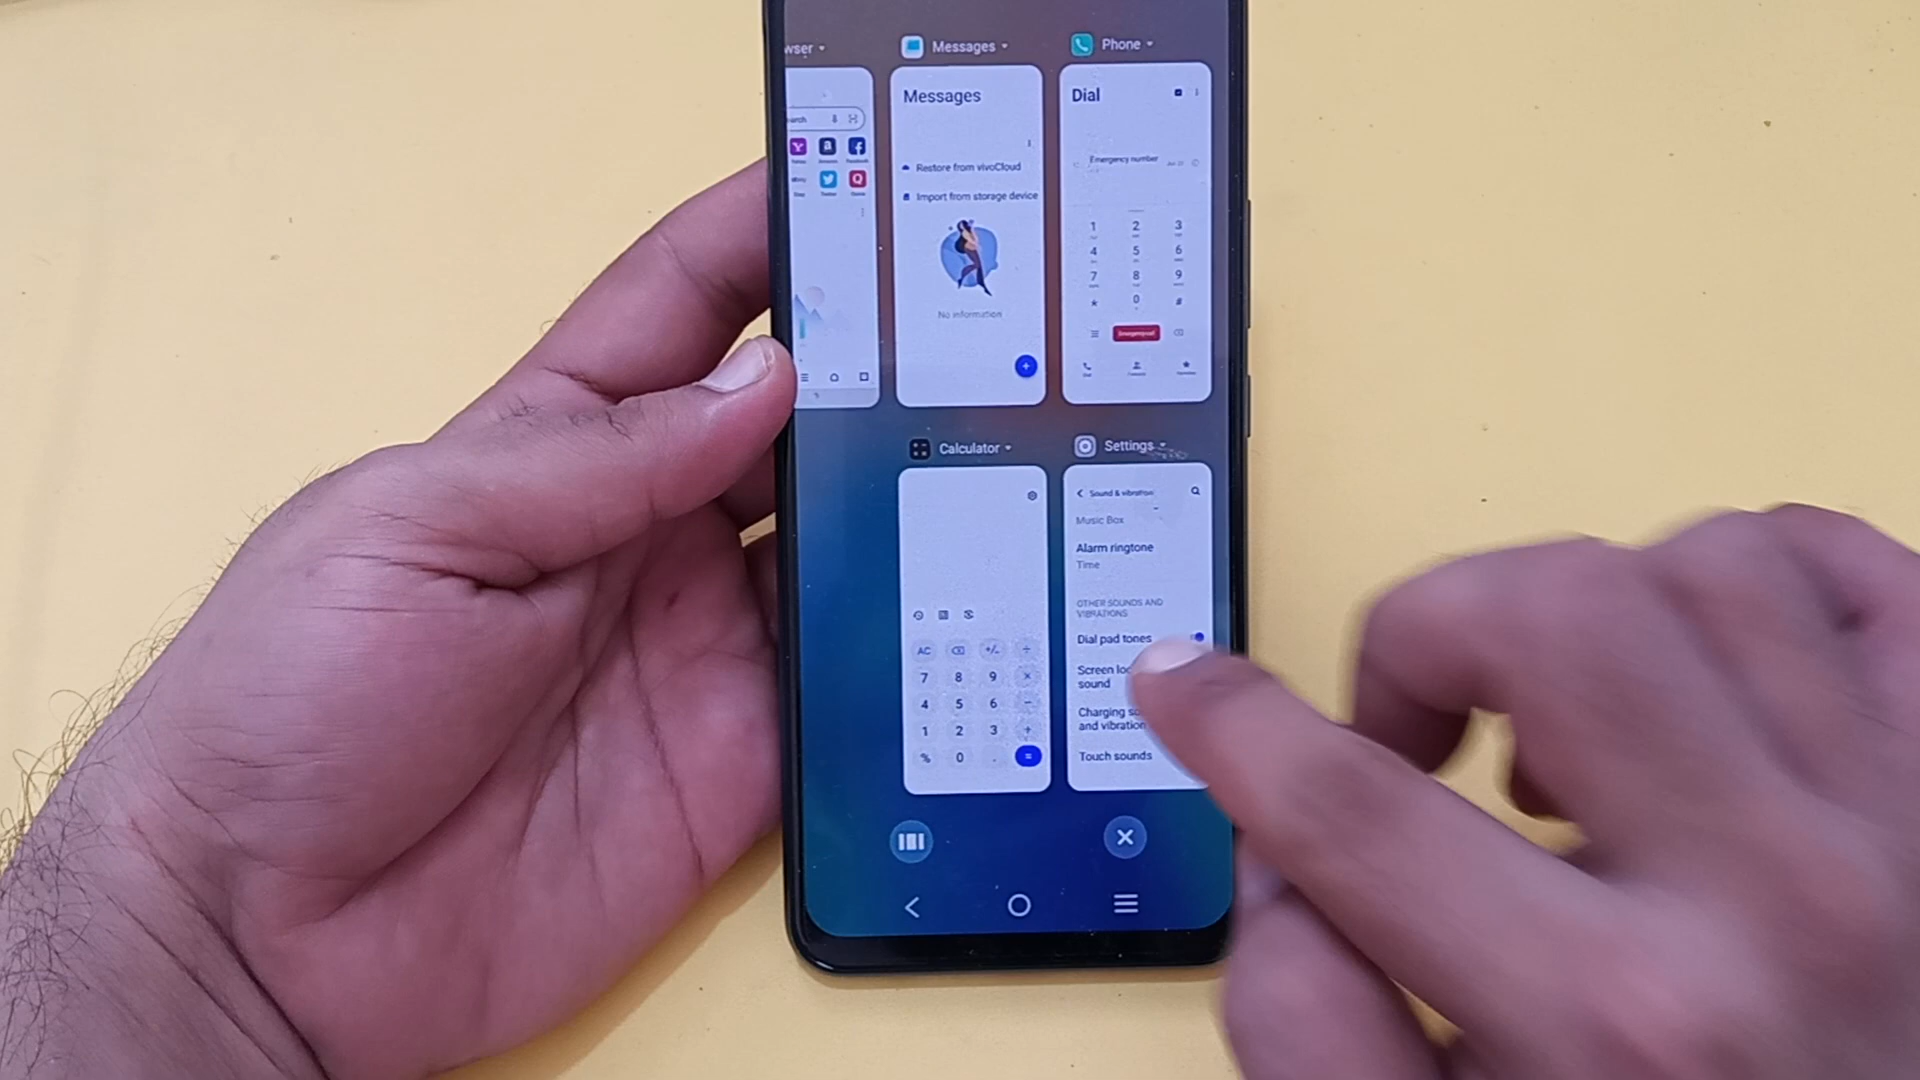 wser
Messages
Phone
Messages
Dial
arch
Restore from vivoCloud
Import from storage device
No information
Emergency number
1 2 3
4 5 6
7 8 9
* 0 #
Calculator
Settings
AC +/- ÷
7 8 9 ×
4 5 6 -
1 2 3 +
% 0 . =
Sound & vibration
Music Box
Alarm ringtone
Time
OTHER SOUNDS AND
VIBRATIONS
Dial pad tones
Screen loc
sound
Charging so
and vibration
Touch sounds